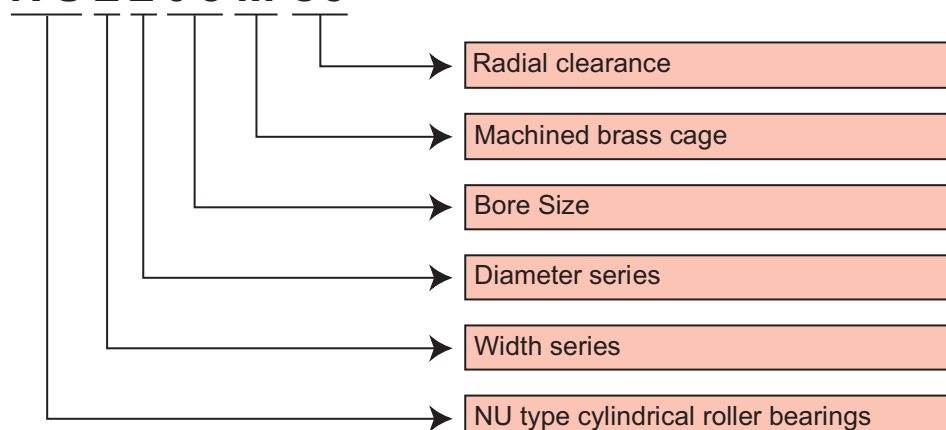 Radial clearance
Machined brass cage
Bore Size
Diameter series
Width series
NU type cylindrical roller bearings